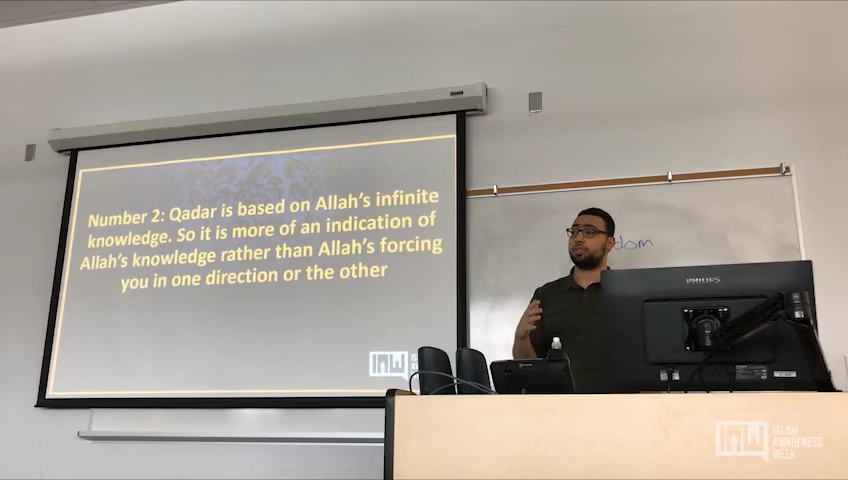 Number 2: Qadar is based on Allah's infinite
knowledge. So it is more of an indication of
Allah's knowledge rather than Allah's forcing
you in one direction or the other
dom
PHILIPS
IAW
ISLAM
AWARENESS
WEEK